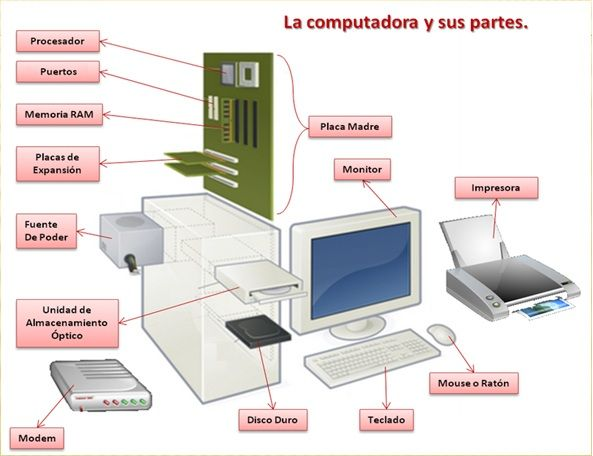 La computadora y sus partes.
Procesador
Puertos
Memoria RAM
Placas de
Expansión
Placa Madre
Monitor
Impresora
Fuente
De Poder
Unidad de
Almacenamiento
Óptico
Mouse o Ratón
Modem
Disco Duro
Teclado